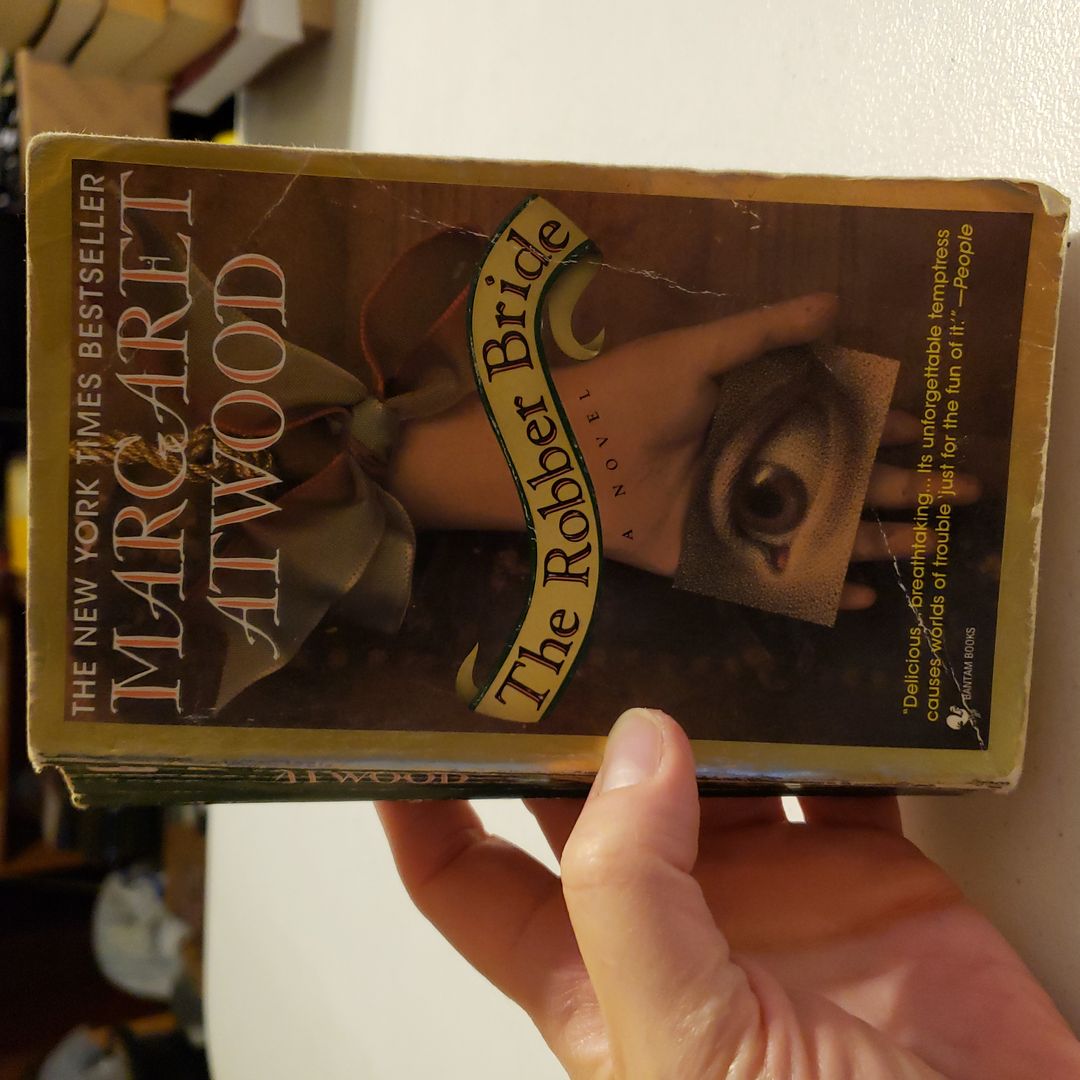 THE NEW YORK TIMES BESTSELLER
MARGARET
ATWOOD
The Robber Bride
A NOVEL
"Delicious, breathtaking... Its unforgettable temptress
causes worlds of trouble 'just for the fun of it.'" —People
BANTAM BOOKS
ATWOOD